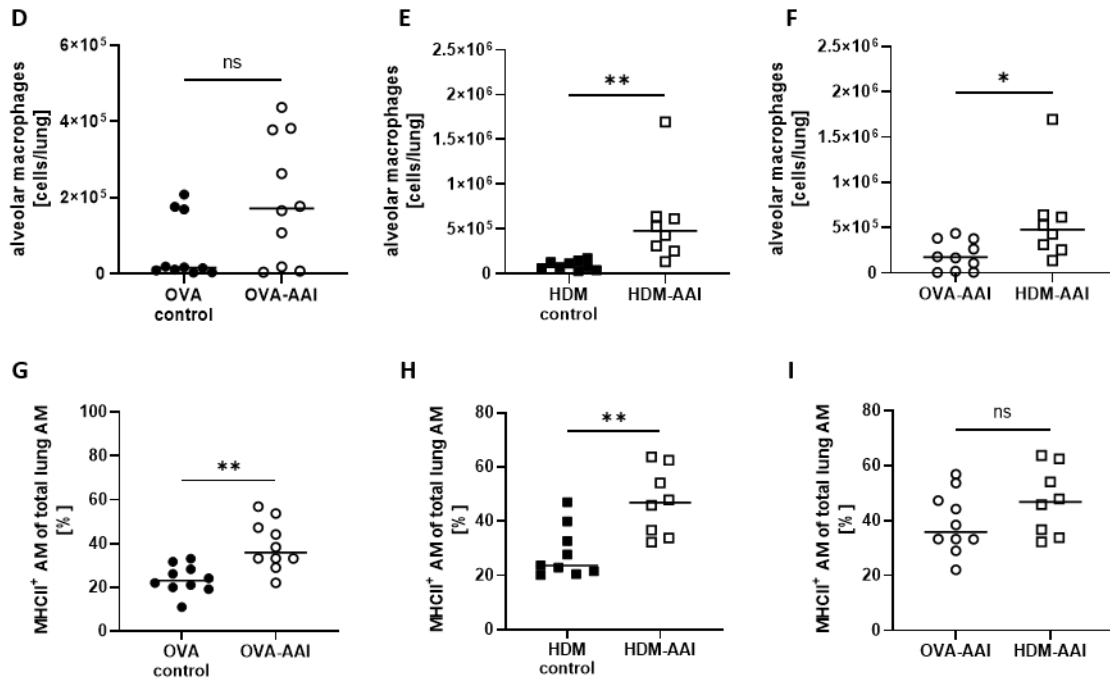 D
alveolar macrophages
[cells/lung]
6×10⁵
4×10⁵
2×10⁵
0
ns
OVA
control
OVA-AAI
E
alveolar macrophages
[cells/lung]
2.5×10⁶
2×10⁶
1.5×10⁶
1×10⁶
5×10⁵
0
**
HDM
control
HDM-AAI
F
alveolar macrophages
[cells/lung]
2.5×10⁶
2×10⁶
1.5×10⁶
1×10⁶
5×10⁵
0
*
OVA-AAI
HDM-AAI
G
MHCII⁺ AM of total lung AM
[%]
100
80
60
40
20
0
**
OVA
control
OVA-AAI
H
MHCII⁺ AM of total lung AM
[%]
80
60
40
20
0
**
HDM
control
HDM-AAI
I
MHCII⁺ AM of total lung AM
[%]
80
60
40
20
0
ns
OVA-AAI
HDM-AAI